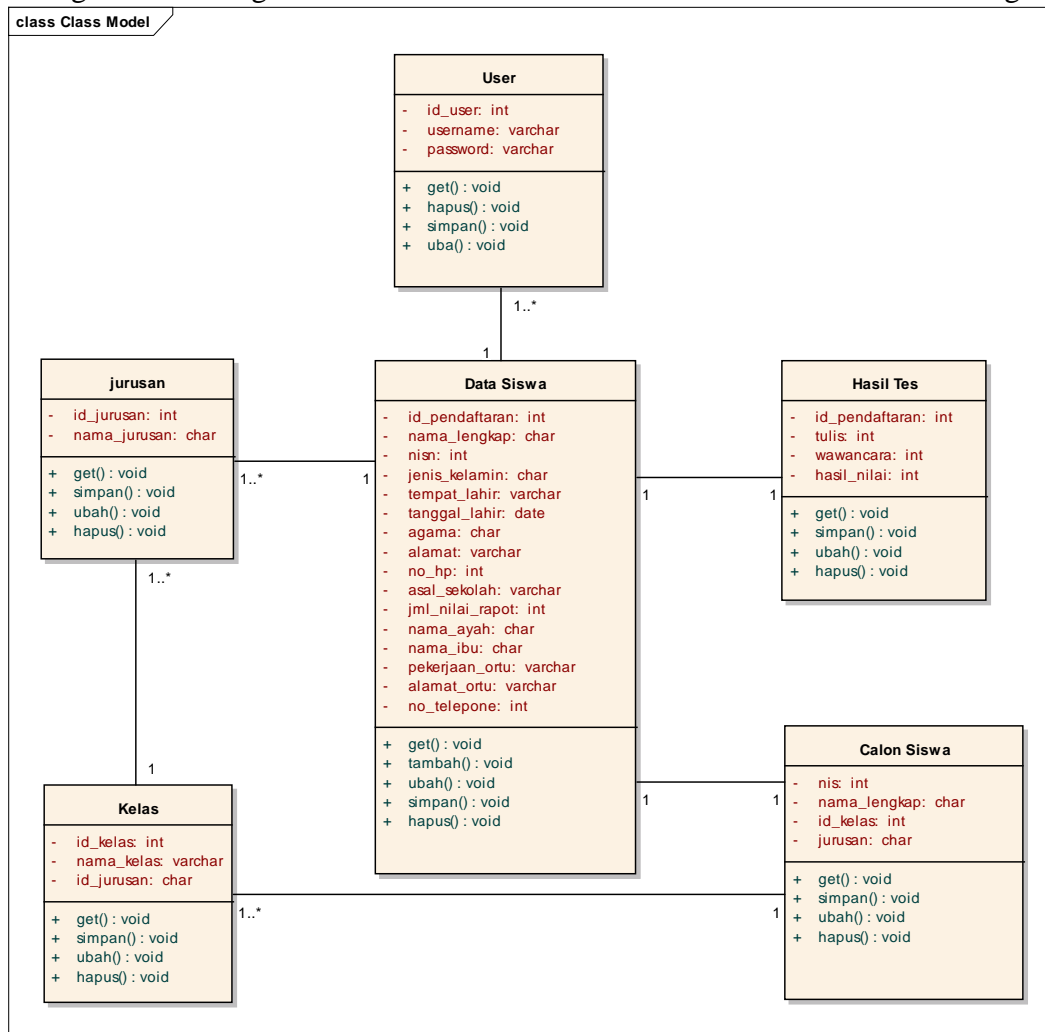 class Class Model
User
- id_user: int
- username: varchar
- password: varchar
+ get() : void
+ hapus() : void
+ simpan() : void
+ uba() : void
1..*
1
jurusan
- id_jurusan: int
- nama_jurusan: char
+ get() : void
+ simpan() : void
+ ubah() : void
+ hapus() : void
1..*
1
1..*
1
Data Siswa
- id_pendaftaran: int
- nama_lengkap: char
- nisn: int
- jenis_kelamin: char
- tempat_lahir: varchar
- tanggal_lahir: date
- agama: char
- alamat: varchar
- no_hp: int
- asal_sekolah: varchar
- jml_nilai_rapot: int
- nama_ayah: char
- nama_ibu: char
- pekerjaan_ortu: varchar
- alamat_ortu: varchar
- no_telepone: int
+ get() : void
+ tambah() : void
+ ubah() : void
+ simpan() : void
+ hapus() : void
1
1
Hasil Tes
- id_pendaftaran: int
- tulis: int
- wawancara: int
- hasil_nilai: int
+ get() : void
+ simpan() : void
+ ubah() : void
+ hapus() : void
1
1
Kelas
- id_kelas: int
- nama_kelas: varchar
- id_jurusan: char
+ get() : void
+ simpan() : void
+ ubah() : void
+ hapus() : void
1..*
1
Calon Siswa
- nis: int
- nama_lengkap: char
- id_kelas: int
- jurusan: char
+ get() : void
+ simpan() : void
+ ubah() : void
+ hapus() : void